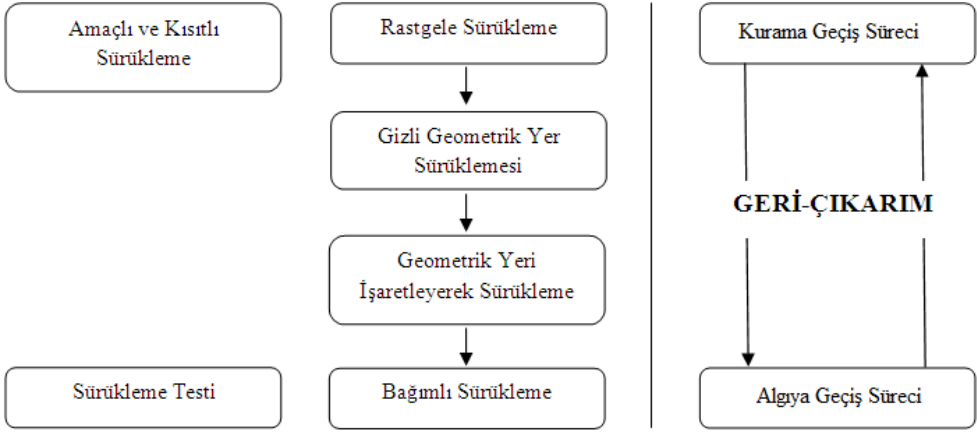 Amaçlı ve Kısıtlı
Sürükleme
Rastgele Sürükleme
Kurama Geçiş Süreci
Gizli Geometrik Yer
Sürüklemesi
GERİ-ÇIKARIM
Geometrik Yeri
İşaretleyerek Sürükleme
Sürükleme Testi
Bağımlı Sürükleme
Algıya Geçiş Süreci